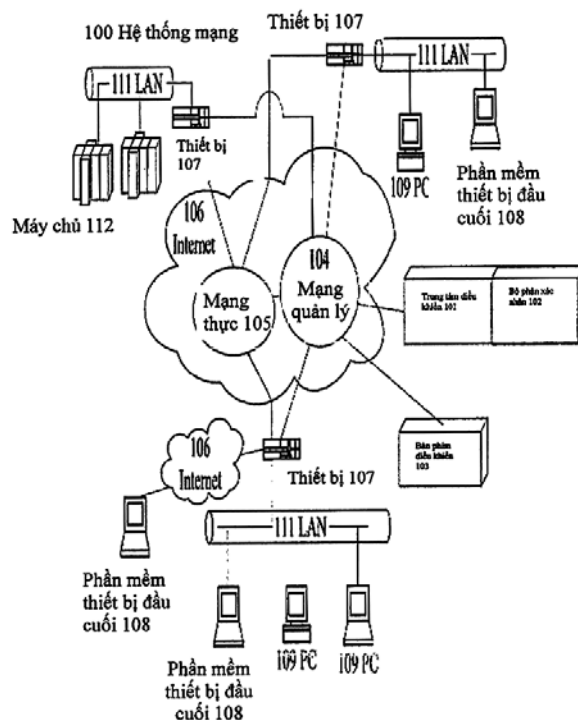 Thiết bị 107
100 Hệ thống mạng
111 LAN
111 LAN
Thiết bị
107
109 PC
Phần mềm
thiết bị đầu
cuối 108
Máy chủ 112
106
Internet
104
Mạng
quản lý
Mạng
thực 105
Trung tâm điều
khiển 101
Bộ phận xác
nhận 102
Bàn phím
điều khiển
103
106
Internet
Thiết bị 107
111 LAN
Phần mềm
thiết bị đầu
cuối 108
109 PC
109 PC
Phần mềm
thiết bị đầu
cuối 108